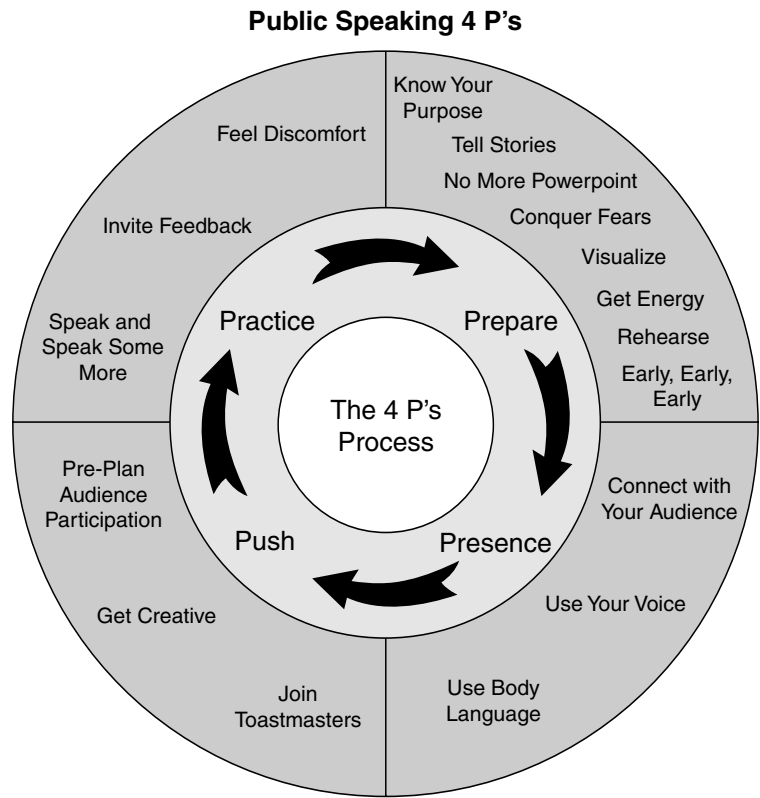 Public Speaking 4 P's
Know Your
Purpose
Tell Stories
No More Powerpoint
Conquer Fears
Visualize
Get Energy
Rehearse
Early, Early,
Early
Connect with
Your Audience
Use Your Voice
Use Body
Language
Join
Toastmasters
Get Creative
Pre-Plan
Audience
Participation
Speak and
Speak Some
More
Invite Feedback
Feel Discomfort
Practice
Prepare
Presence
Push
The 4 P's
Process